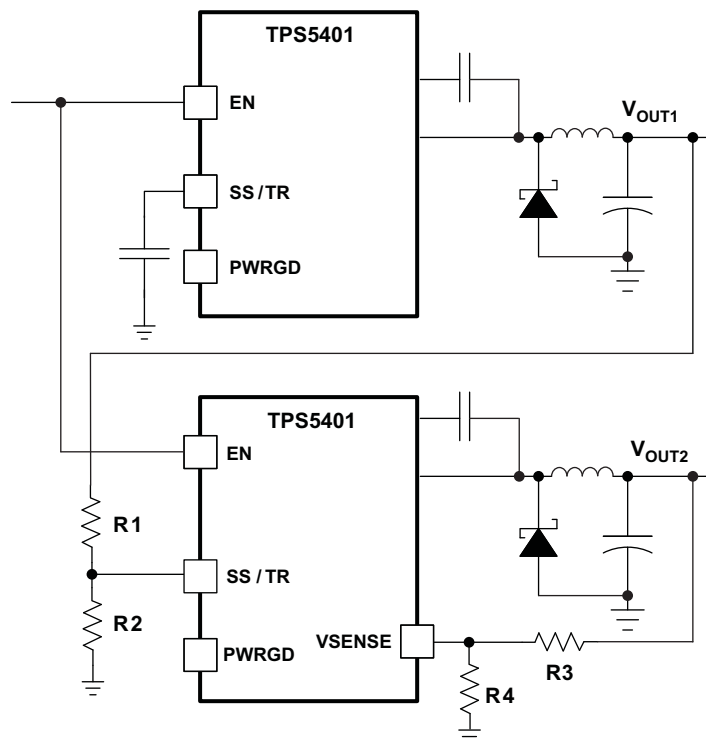 TPS5401
EN
VOUT1
SS/TR
PWRGD
TPS5401
EN
VOUT2
R1
SS / TR
R2
PWRGD
VSENSE
R3
R4